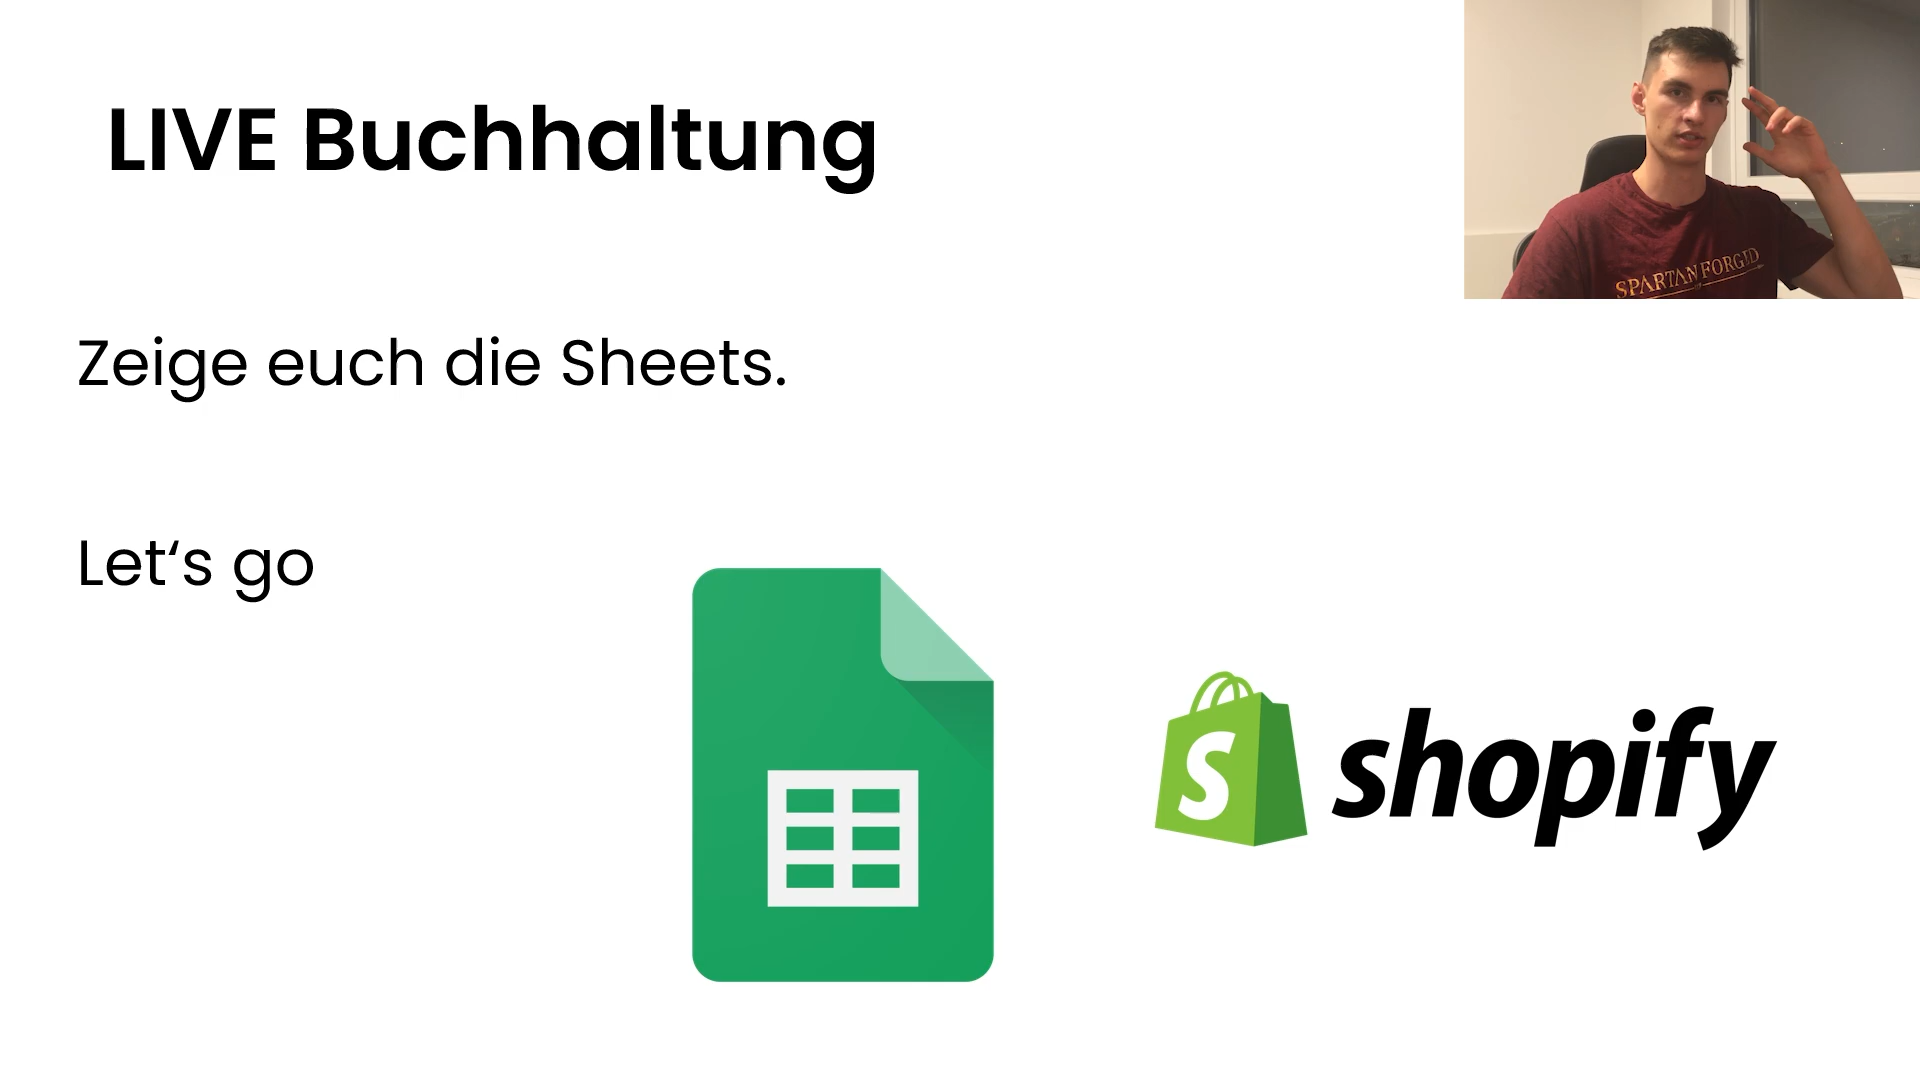 LIVE Buchhaltung
SPARTAN FORGED
Zeige euch die Sheets.
Let‘s go
S shopify